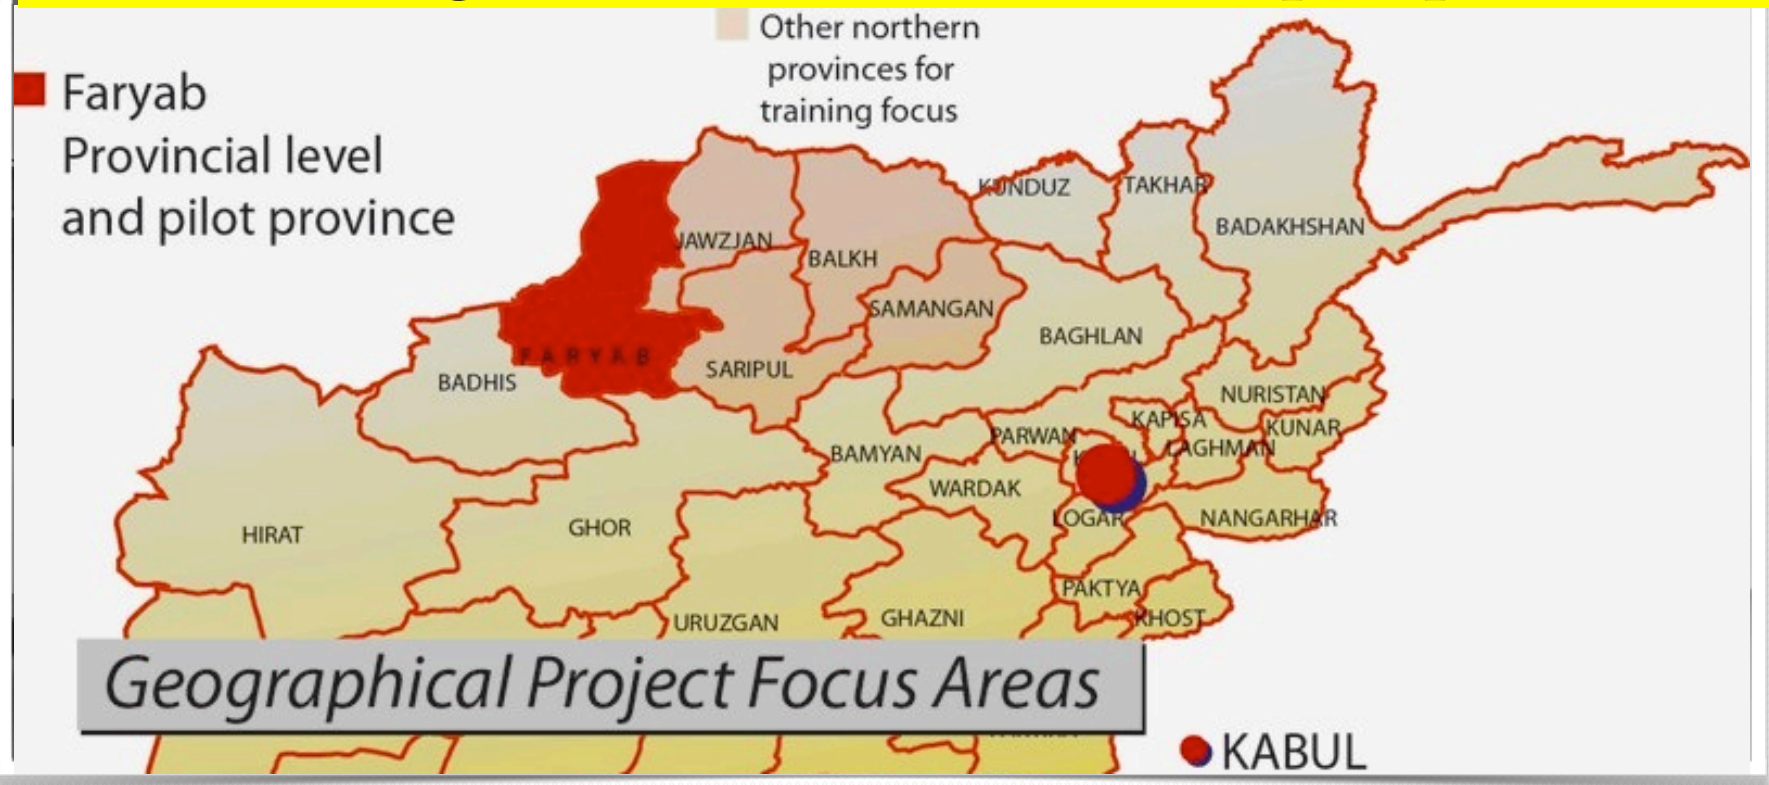 Other northern
provinces for
training focus
Faryab
Provincial level
and pilot province
KUNDUZ
TAKHAR
BADAKHSHAN
JAWZJAN
BALKH
SAMANGAN
BAGHLAN
FARYAB
SARIPUL
BADHIS
NURISTAN
KAPISA
KUNAR
PARWAN
LAGHMAN
BAMYAN
WARDAK
LOGAR
NANGARHAR
HIRAT
GHOR
PAKTYA
URUZGAN
GHAZNI
KHOST
Geographical Project Focus Areas
KABUL